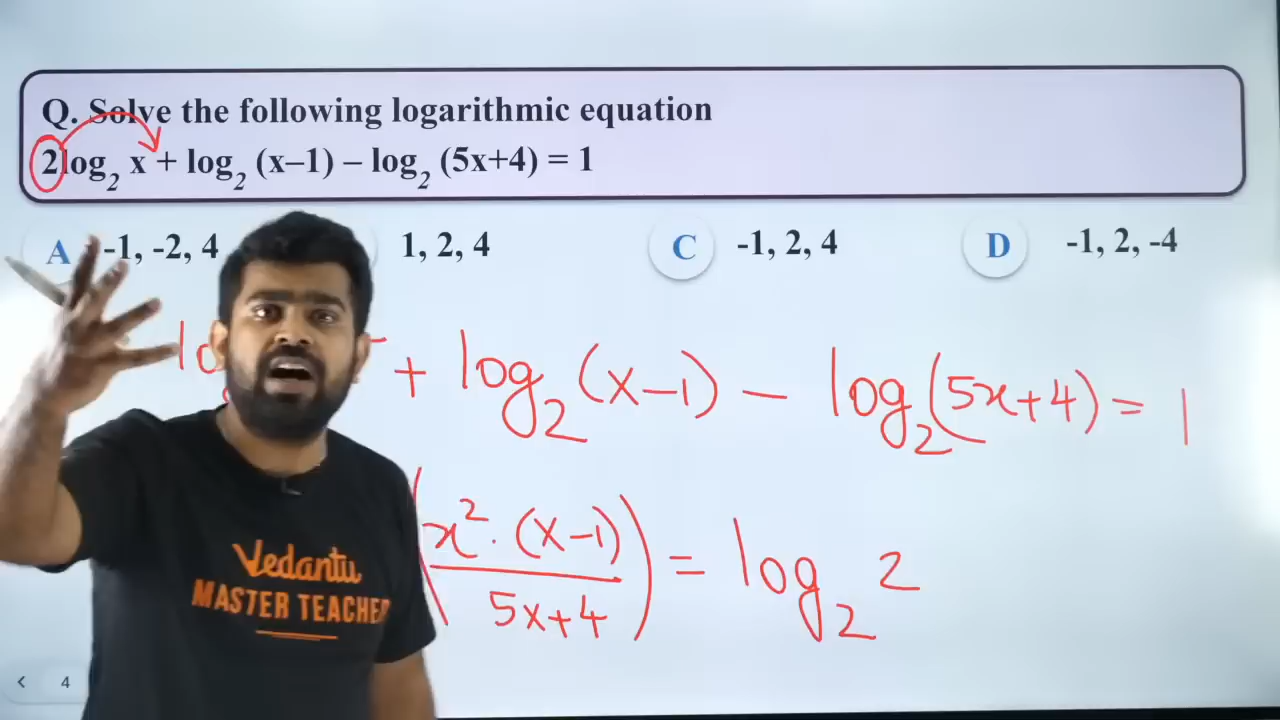 Q. Solve the following logarithmic equation
2log₂ x + log₂ (x–1) – log₂ (5x+4) = 1
A -1, -2, 4
1, 2, 4
C -1, 2, 4
D -1, 2, -4
+ log₂ (x–1) – log₂ (5x+4) = 1
(x² · (x–1) / 5x+4) = log₂ 2
Vedantu
MASTER TEACHER
< 4